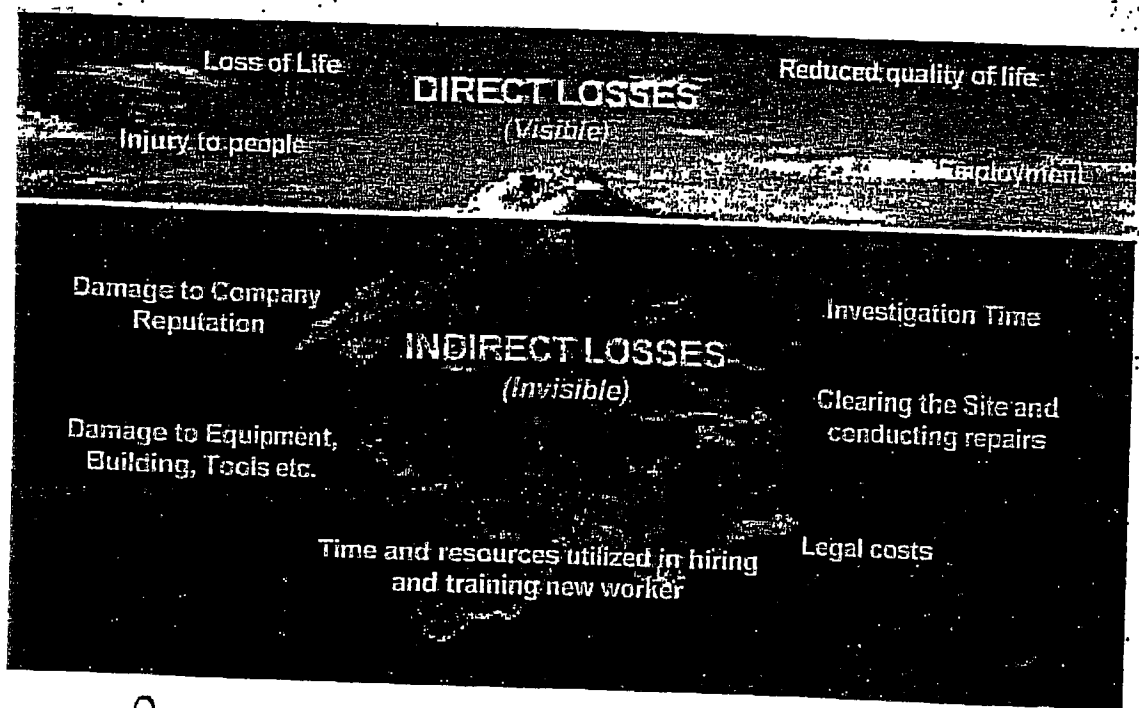 Loss of Life
DIRECT LOSSES
(Visible)
Reduced quality of life
Injury to people
Employment
Damage to Company
Reputation
INDIRECT LOSSES
(Invisible)
Investigation Time
Clearing the Site and
conducting repairs
Damage to Equipment,
Building, Tools etc.
Time and resources utilized in hiring
and training new worker
Legal costs